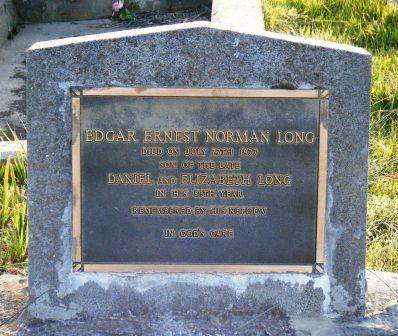 EDGAR ERNEST NORMAN LONG
DIED ON JULY
SON OF THE LATE
DANIEL AND ELIZABETH LONG
IN HIS YEAR
REMEMBERED BY HIS NEPHEW
IN GOD'S CARE